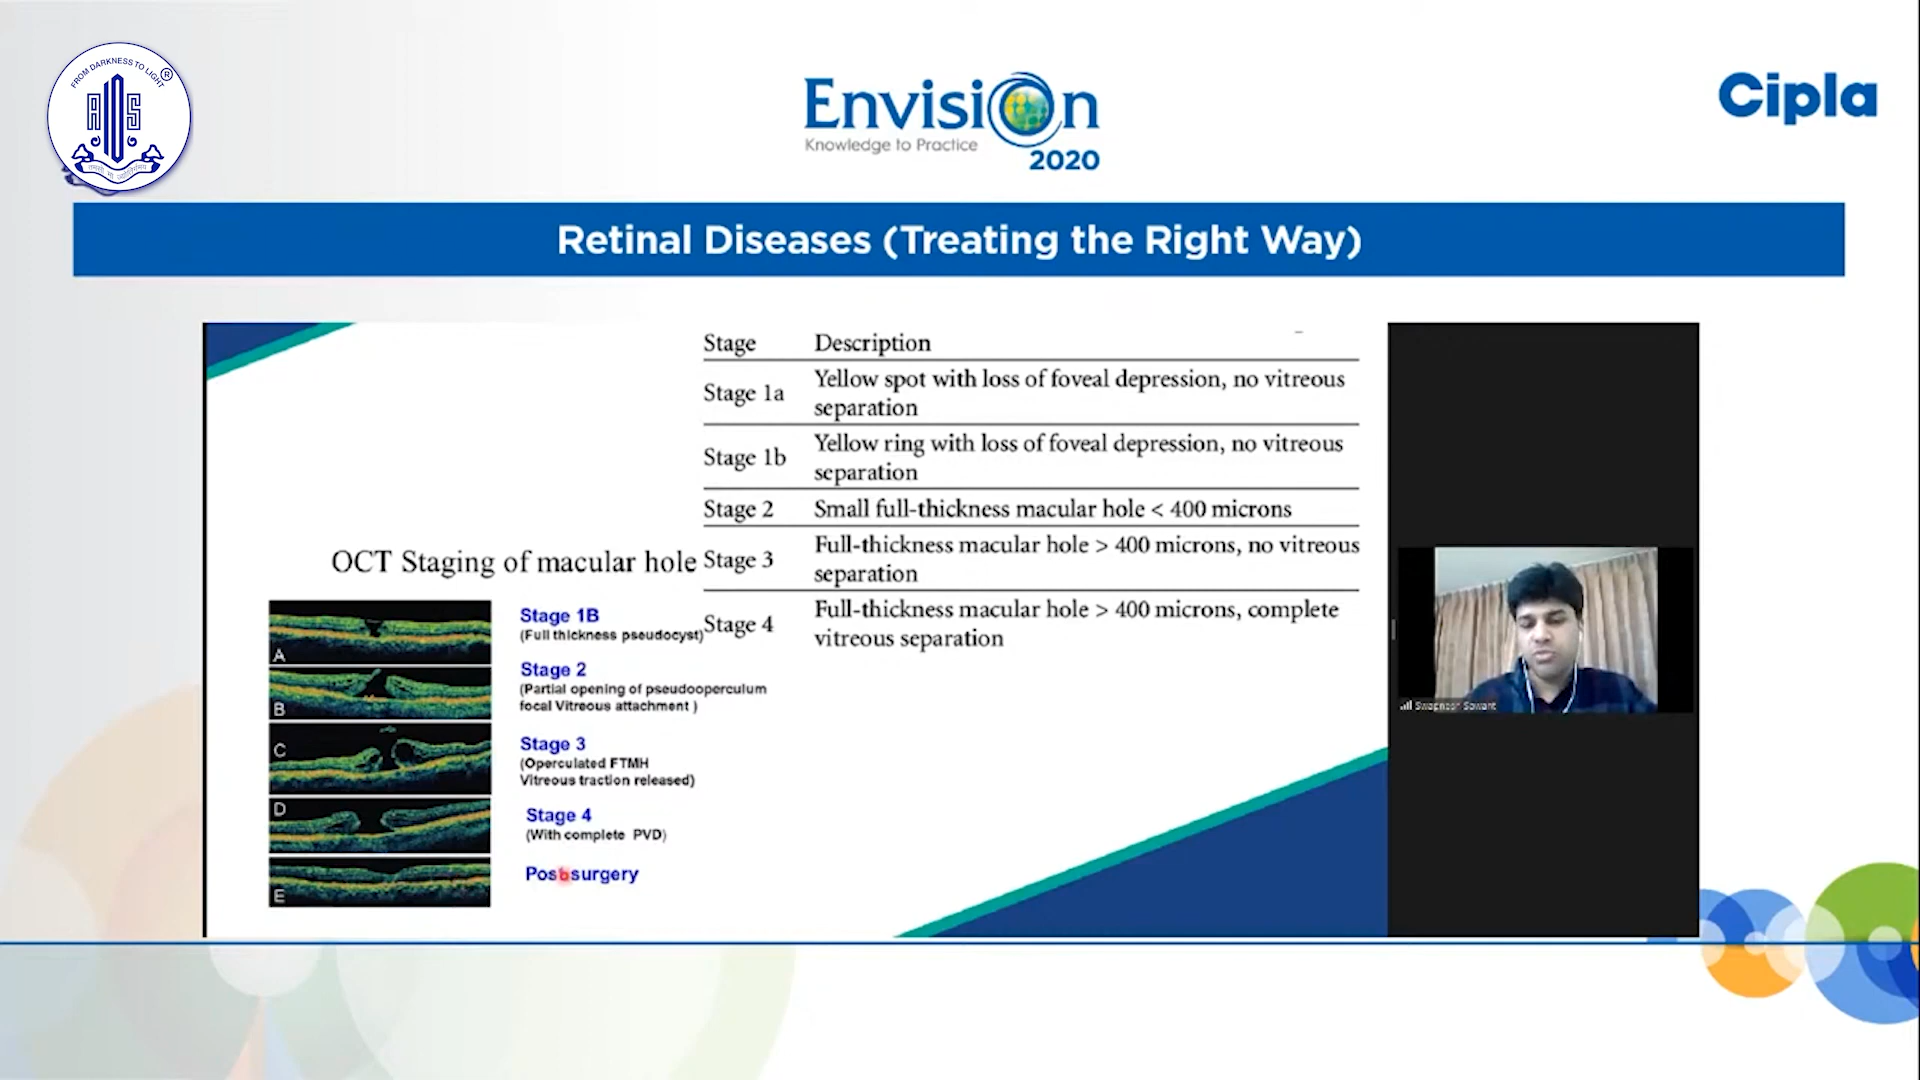 FROM DARKNESS TO LIGHT ®
AIOS
Envision
Knowledge to Practice
2020
Cipla
Retinal Diseases (Treating the Right Way)
Stage Description
Stage 1a Yellow spot with loss of foveal depression, no vitreous
separation
Stage 1b Yellow ring with loss of foveal depression, no vitreous
separation
Stage 2 Small full-thickness macular hole < 400 microns
Stage 3 Full-thickness macular hole > 400 microns, no vitreous
separation
Stage 4 Full-thickness macular hole > 400 microns, complete
vitreous separation
OCT Staging of macular hole
A
Stage 1B
(Full thickness pseudocyst)
B
Stage 2
(Partial opening of pseudooperculum
focal Vitreous attachment )
C
Stage 3
(Operculated FTMH
Vitreous traction released)
D
Stage 4
(With complete PVD)
E
Post surgery
Swapnesh Sawant